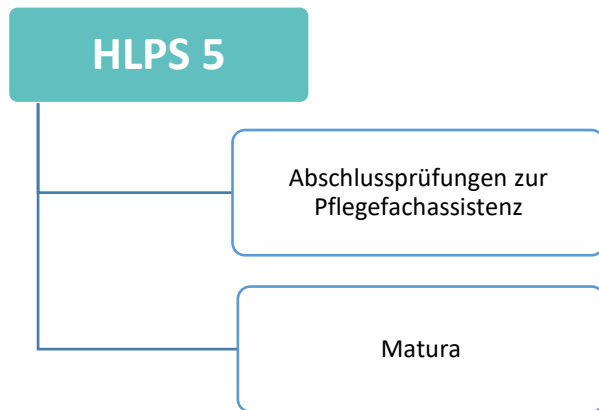 HLPS 5
Abschlussprüfungen zur
Pflegefachassistenz
Matura